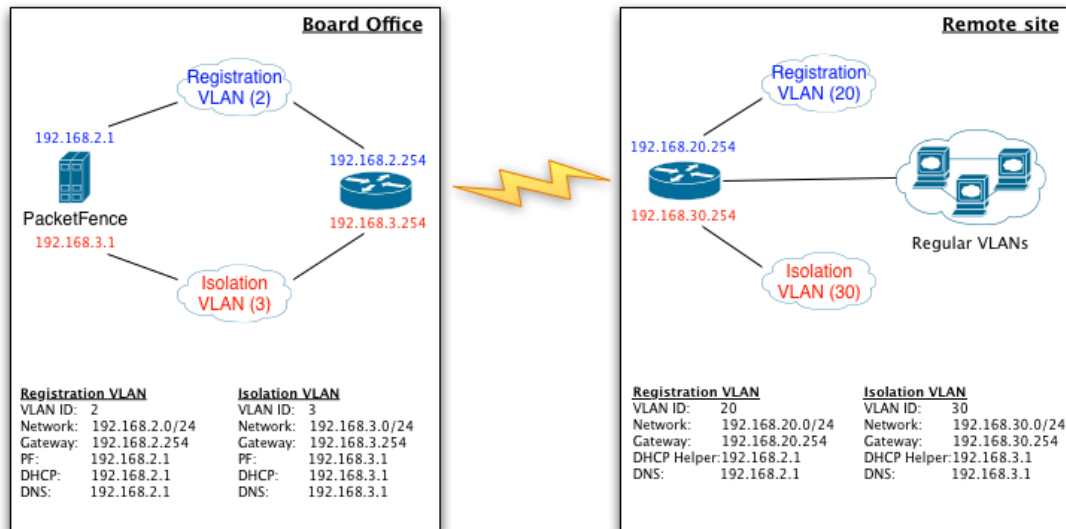 Board Office
Registration
VLAN (2)
192.168.2.1
192.168.2.254
PacketFence
192.168.3.1
192.168.3.254
Isolation
VLAN (3)
Registration VLAN
VLAN ID: 2
Network: 192.168.2.0/24
Gateway: 192.168.2.254
PF: 192.168.2.1
DHCP: 192.168.2.1
DNS: 192.168.2.1
Isolation VLAN
VLAN ID: 3
Network: 192.168.3.0/24
Gateway: 192.168.3.254
PF: 192.168.3.1
DHCP: 192.168.3.1
DNS: 192.168.3.1
Remote site
Registration
VLAN (20)
192.168.20.254
192.168.30.254
Regular VLANs
Isolation
VLAN (30)
Registration VLAN
VLAN ID: 20
Network: 192.168.20.0/24
Gateway: 192.168.20.254
DHCP Helper: 192.168.2.1
DNS: 192.168.2.1
Isolation VLAN
VLAN ID: 30
Network: 192.168.30.0/24
Gateway: 192.168.30.254
DHCP Helper: 192.168.3.1
DNS: 192.168.3.1